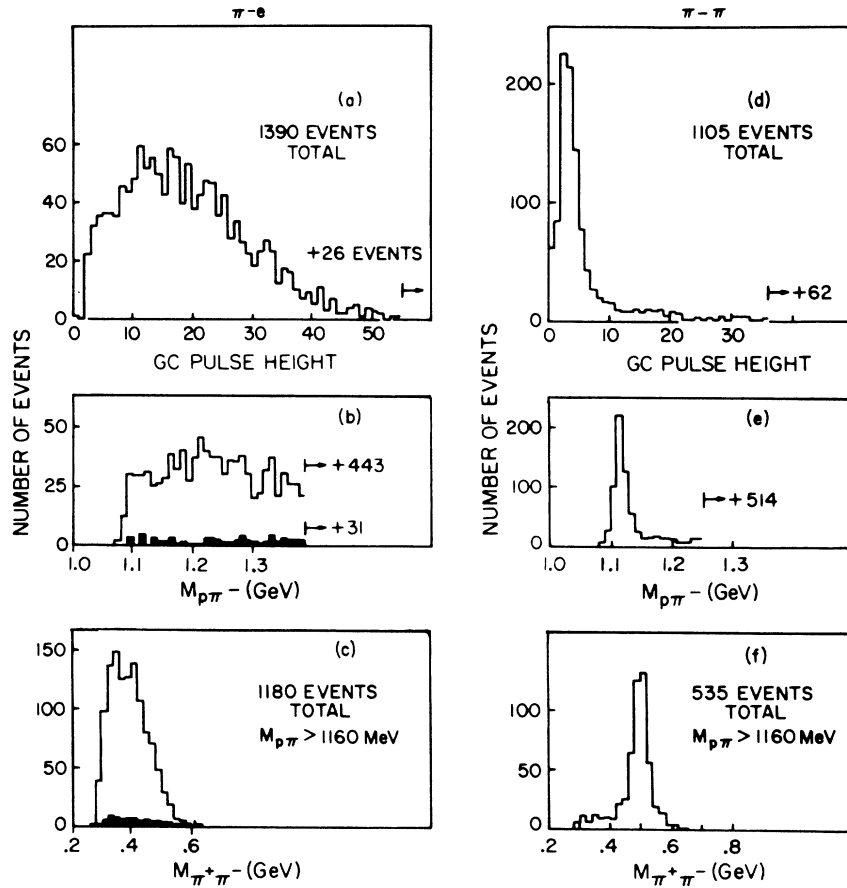 π-e
(a)
1390 EVENTS
TOTAL
+26 EVENTS
60
40
20
0
0 10 20 30 40 50
GC PULSE HEIGHT
NUMBER OF EVENTS
(b)
+443
+31
50
25
0
1.0 1.1 1.2 1.3
Mpπ- (GeV)
(c)
1180 EVENTS
TOTAL
Mpπ > 1160 MeV
150
100
50
0
.2 .4 .6
Mπ+π- (GeV)
π-π
(d)
1105 EVENTS
TOTAL
+62
200
100
0
0 10 20 30
GC PULSE HEIGHT
NUMBER OF EVENTS
(e)
+514
200
100
0
1.0 1.1 1.2 1.3
Mpπ- (GeV)
(f)
535 EVENTS
TOTAL
Mpπ > 1160 MeV
100
50
0
.2 .4 .6 .8
Mπ+π- (GeV)